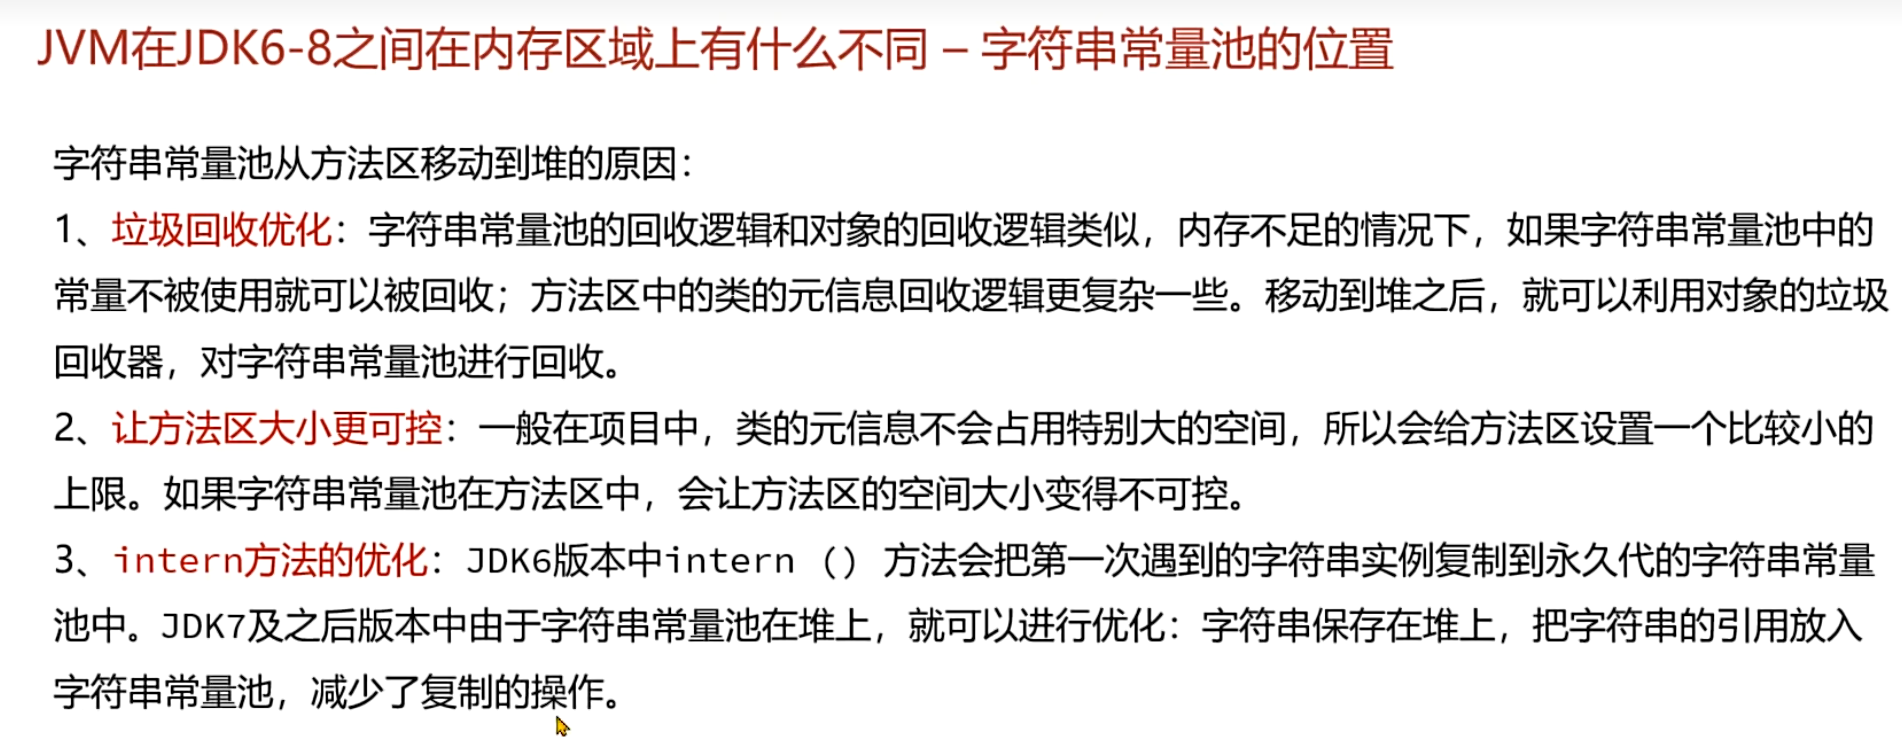 JVM在JDK6-8之间在内存区域上有什么不同 – 字符串常量池的位置
字符串常量池从方法区移动到堆的原因：
1、垃圾回收优化：字符串常量池的回收逻辑和对象的回收逻辑类似，内存不足的情况下，如果字符串常量池中的
常量不被使用就可以被回收；方法区中的类的元信息回收逻辑更复杂一些。移动到堆之后，就可以利用对象的垃圾
回收器，对字符串常量池进行回收。
2、让方法区大小更可控：一般在项目中，类的元信息不会占用特别大的空间，所以会给方法区设置一个比较小的
上限。如果字符串常量池在方法区中，会让方法区的空间大小变得不可控。
3、intern方法的优化：JDK6版本中intern （）方法会把第一次遇到的字符串实例复制到永久代的字符串常量
池中。JDK7及之后版本中由于字符串常量池在堆上，就可以进行优化：字符串保存在堆上，把字符串的引用放入
字符串常量池，减少了复制的操作。